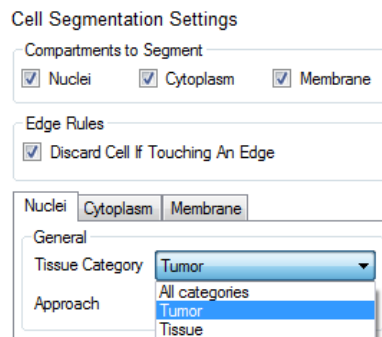 Cell Segmentation Settings
Compartments to Segment
Nuclei Cytoplasm Membrane
Edge Rules
Discard Cell If Touching An Edge
Nuclei Cytoplasm Membrane
General
Tissue Category Tumor
All categories
Approach
Tumor
Tissue